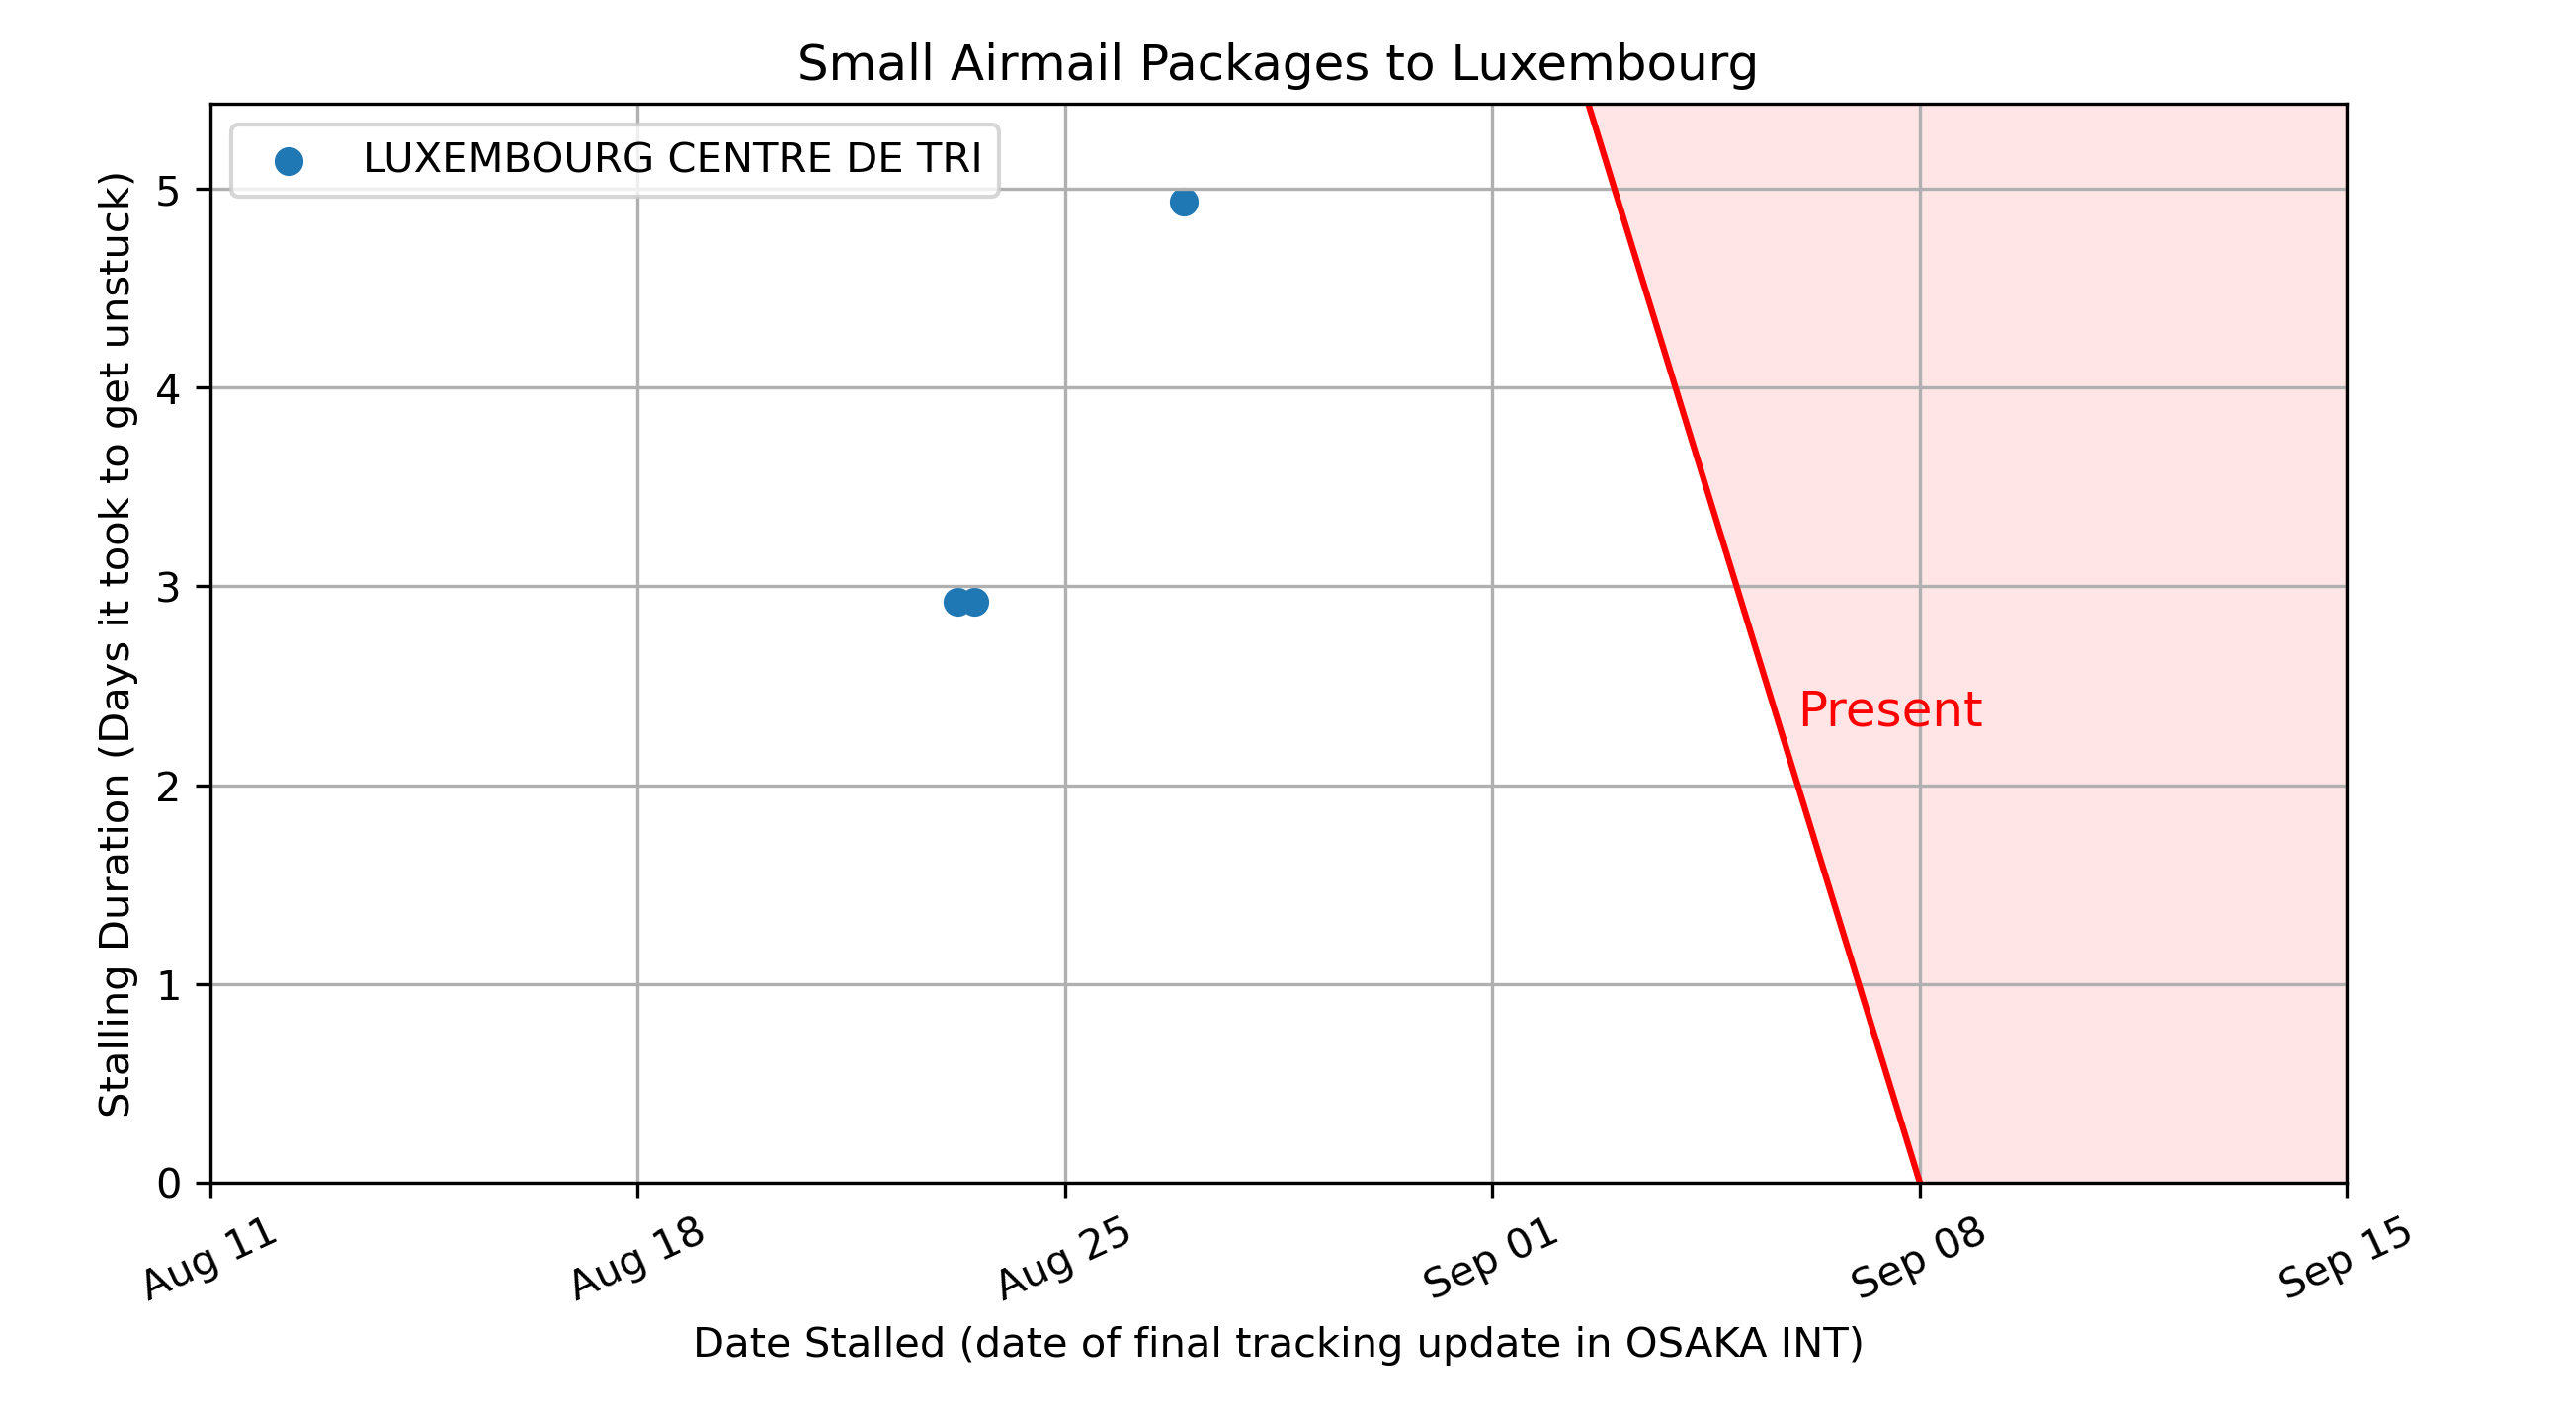 Small Airmail Packages to Luxembourg
LUXEMBOURG CENTRE DE TRI
Stalling Duration (Days it took to get unstuck)
5
4
3
2
1
0
Present
Aug 11
Aug 18
Aug 25
Sep 01
Sep 08
Sep 15
Date Stalled (date of final tracking update in OSAKA INT)